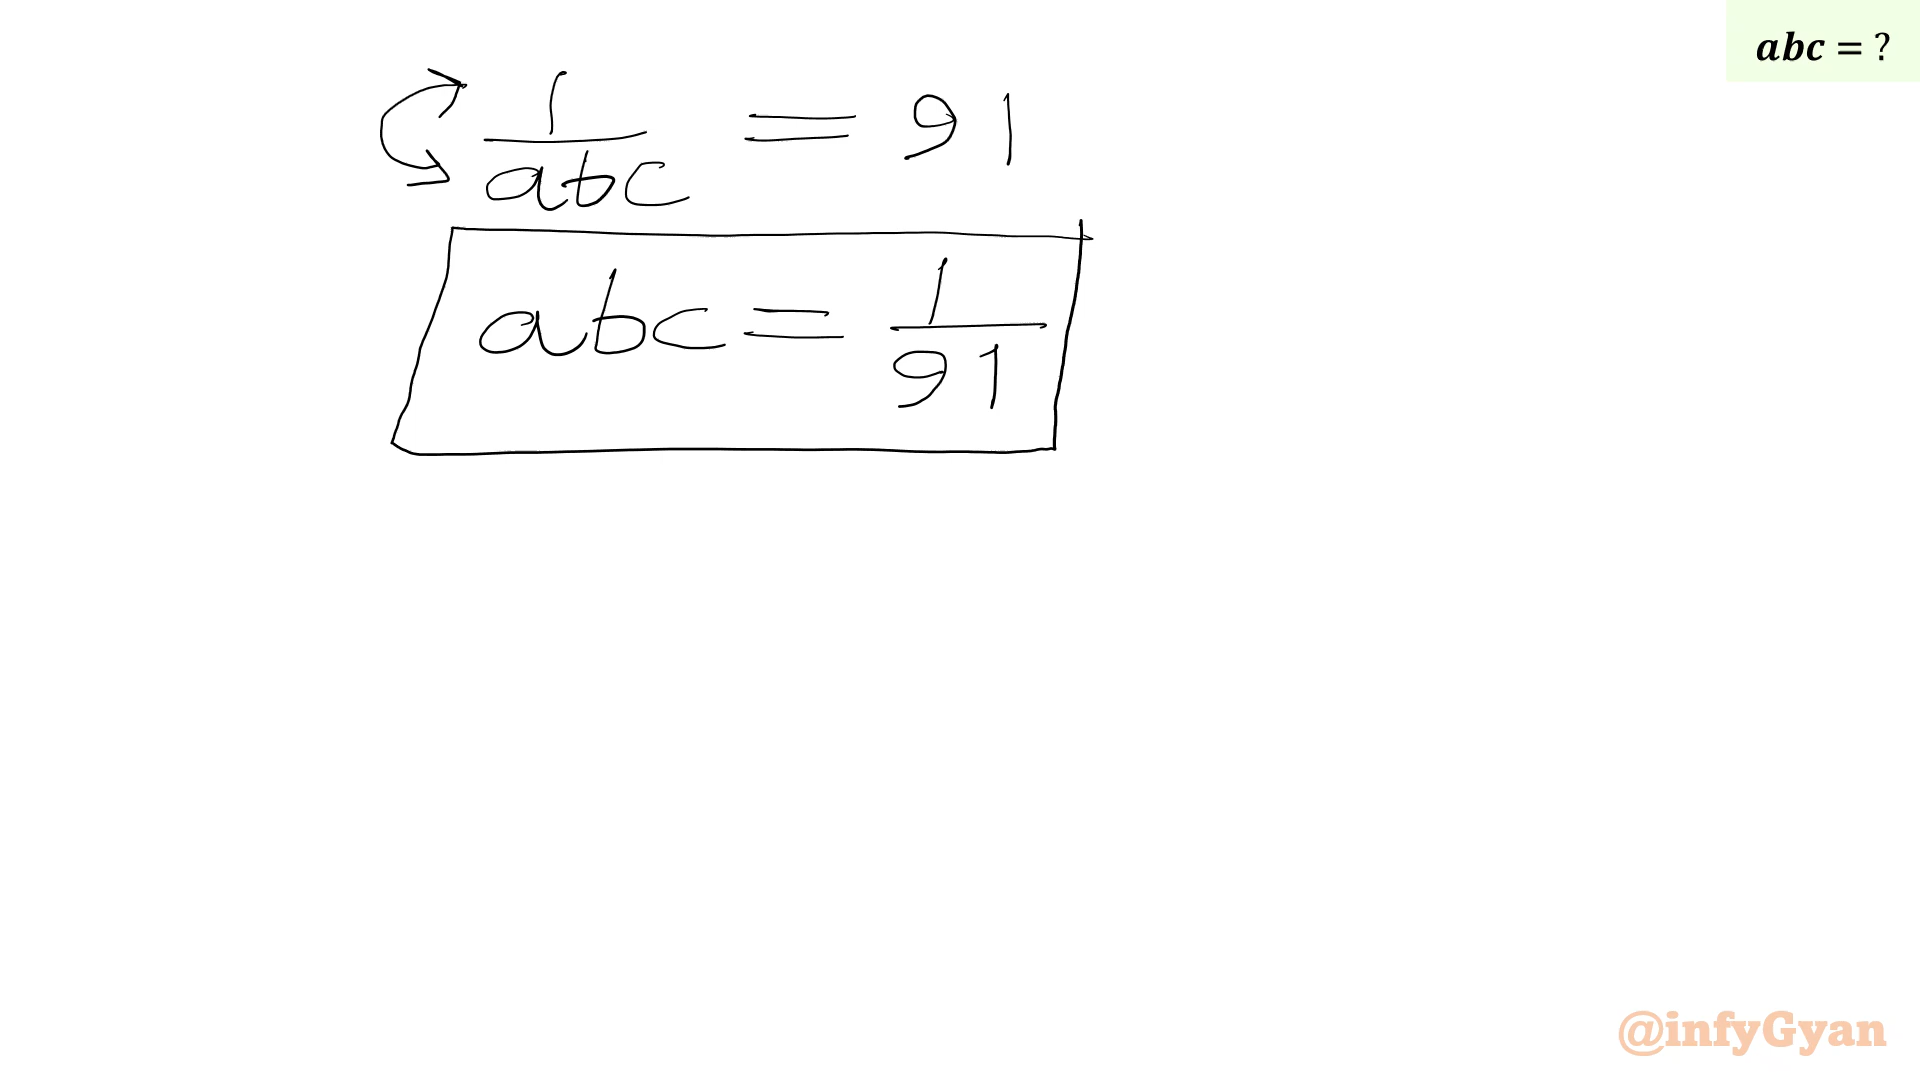 abc = ?
1/abc = 91
abc = 1/91
@infyGyan